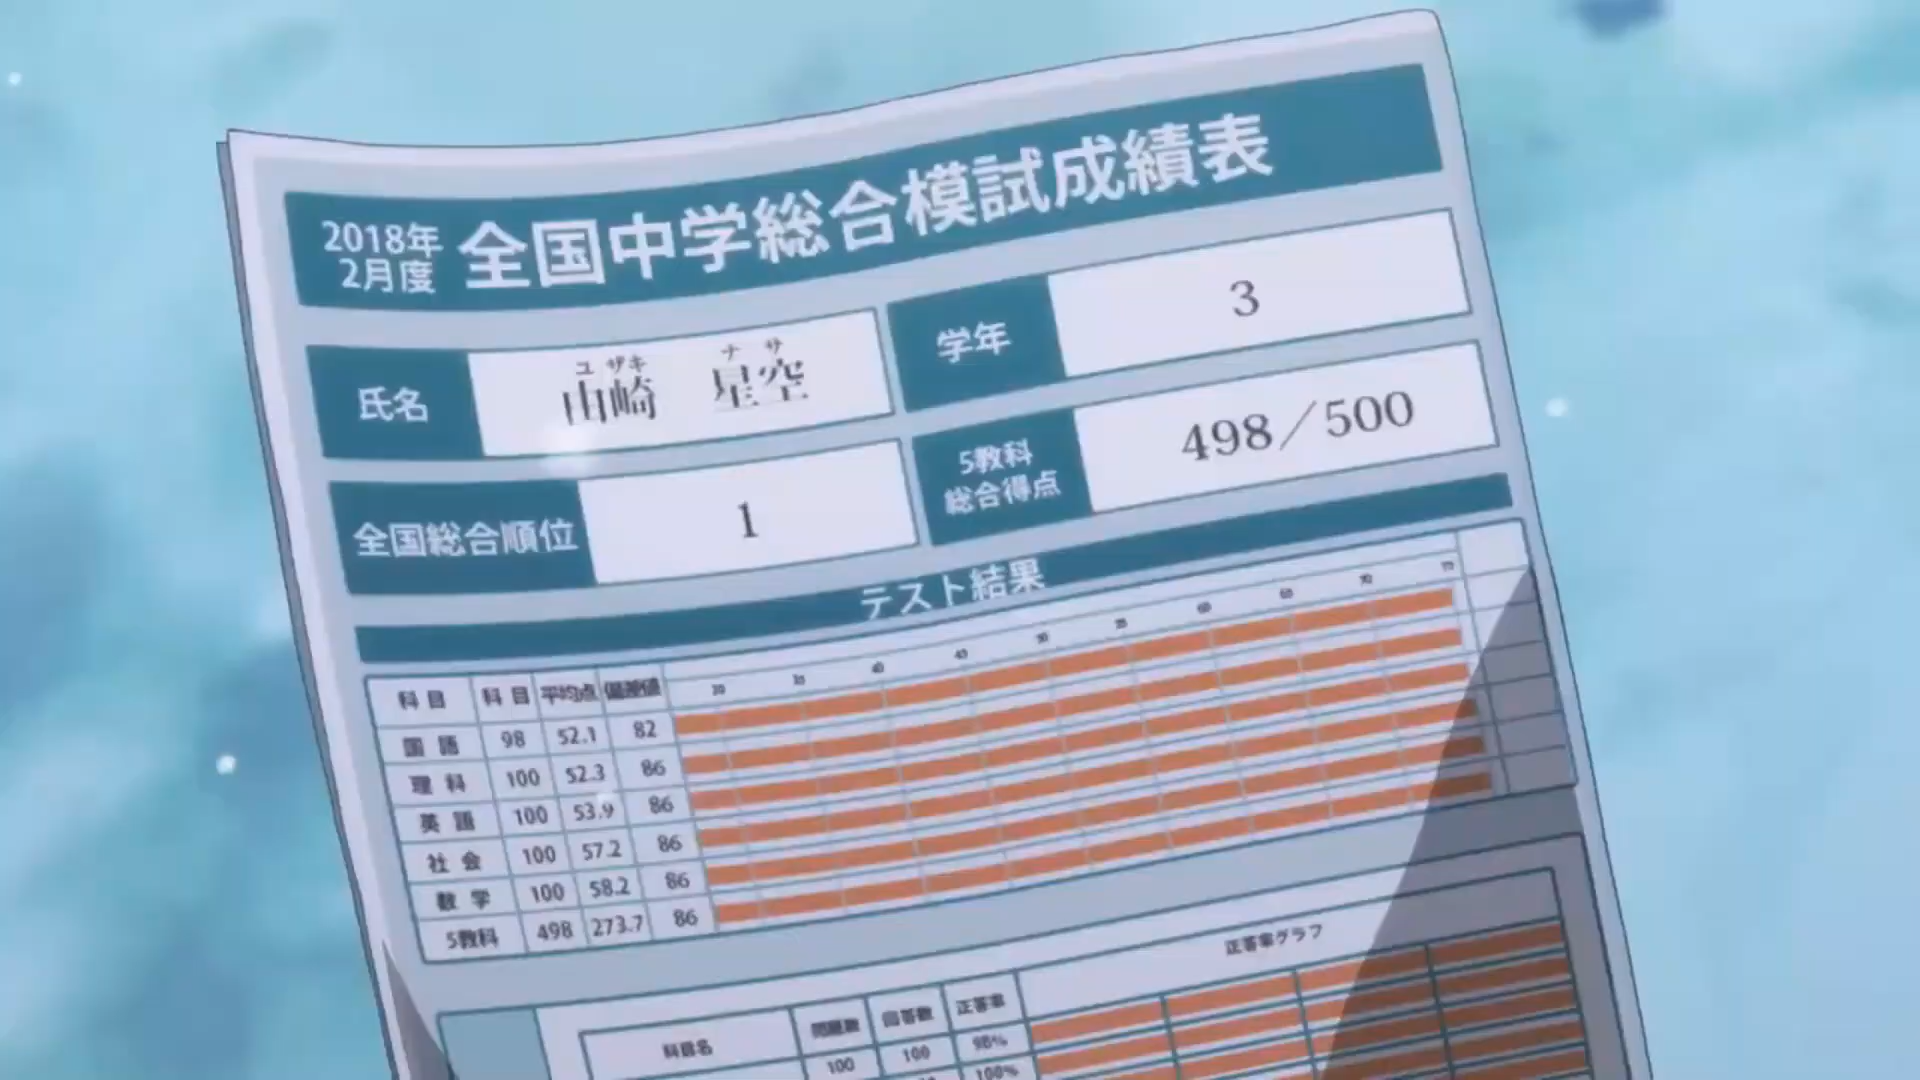 2018年
2月度
全国中学総合模試成績表
氏名
ユ ザキ ナ サ
由崎 星空
学年
3
全国総合順位
1
5教科
総合得点
498／500
テスト結果
科目 科目 平均点 偏差値
40 60 70
国語 98 52.1 82
理科 100 52.3 86
英語 100 53.9 86
社会 100 57.2 86
数学 100 58.2 86
5教科 498 273.7 86
正答率グラフ
科目名 問題数 回答数 正答率
100 100 98%
100%